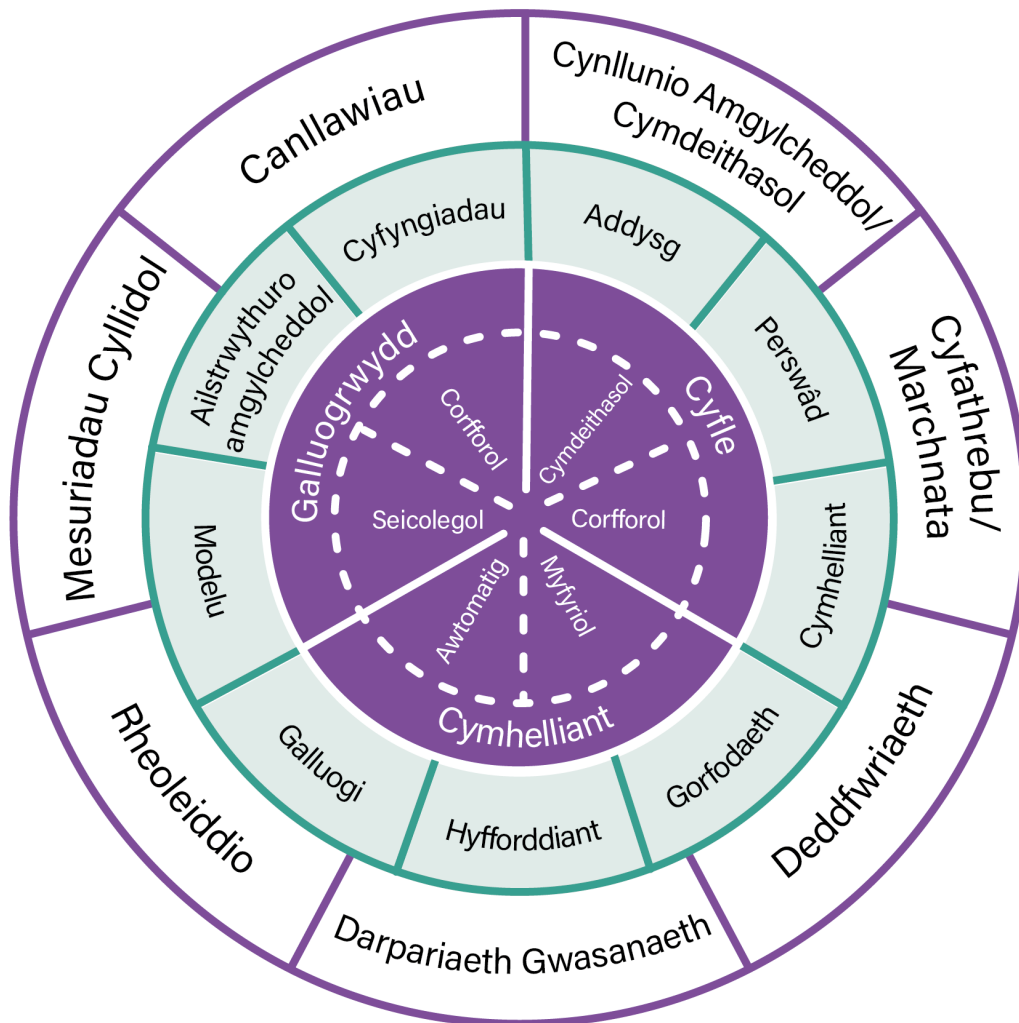 Canllawiau
Cynllunio Amgylcheddol/
Cymdeithasol
Cyfathrebu/
Marchnata
Deddfwriaeth
Darpariaeth Gwasanaeth
Rheoleiddio
Mesuriadau Cyllidol
Cyfyngiadau
Addysg
Perswâd
Cymhelliant
Gorfodaeth
Hyfforddiant
Galluogi
Modelu
Ailstrwythuro
amgylcheddol
Galluogrwydd
Corfforol
Seicolegol
Cyfle
Cymdeithasol
Corfforol
Cymhelliant
Awtomatig
Myfyriol